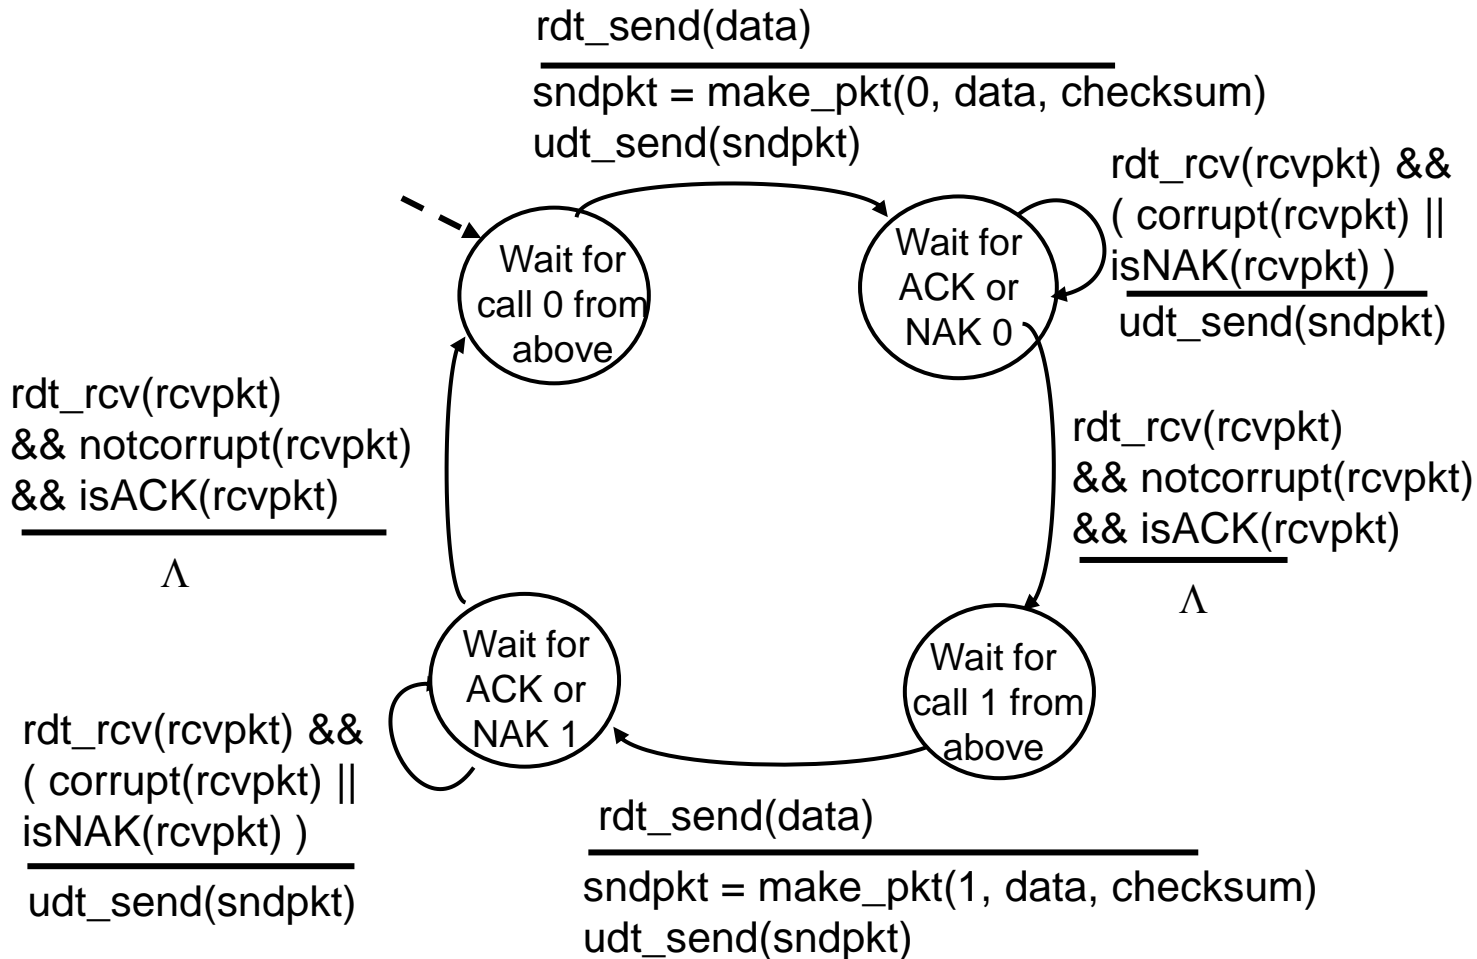 rdt_send(data)
sndpkt = make_pkt(0, data, checksum)
udt_send(sndpkt)
rdt_rcv(rcvpkt) &&
( corrupt(rcvpkt) ||
isNAK(rcvpkt) )
udt_send(sndpkt)
Wait for
call 0 from
above
Wait for
ACK or
NAK 0
rdt_rcv(rcvpkt)
&& notcorrupt(rcvpkt)
&& isACK(rcvpkt)
Λ
rdt_rcv(rcvpkt)
&& notcorrupt(rcvpkt)
&& isACK(rcvpkt)
Λ
Wait for
ACK or
NAK 1
Wait for
call 1 from
above
rdt_rcv(rcvpkt) &&
( corrupt(rcvpkt) ||
isNAK(rcvpkt) )
udt_send(sndpkt)
rdt_send(data)
sndpkt = make_pkt(1, data, checksum)
udt_send(sndpkt)